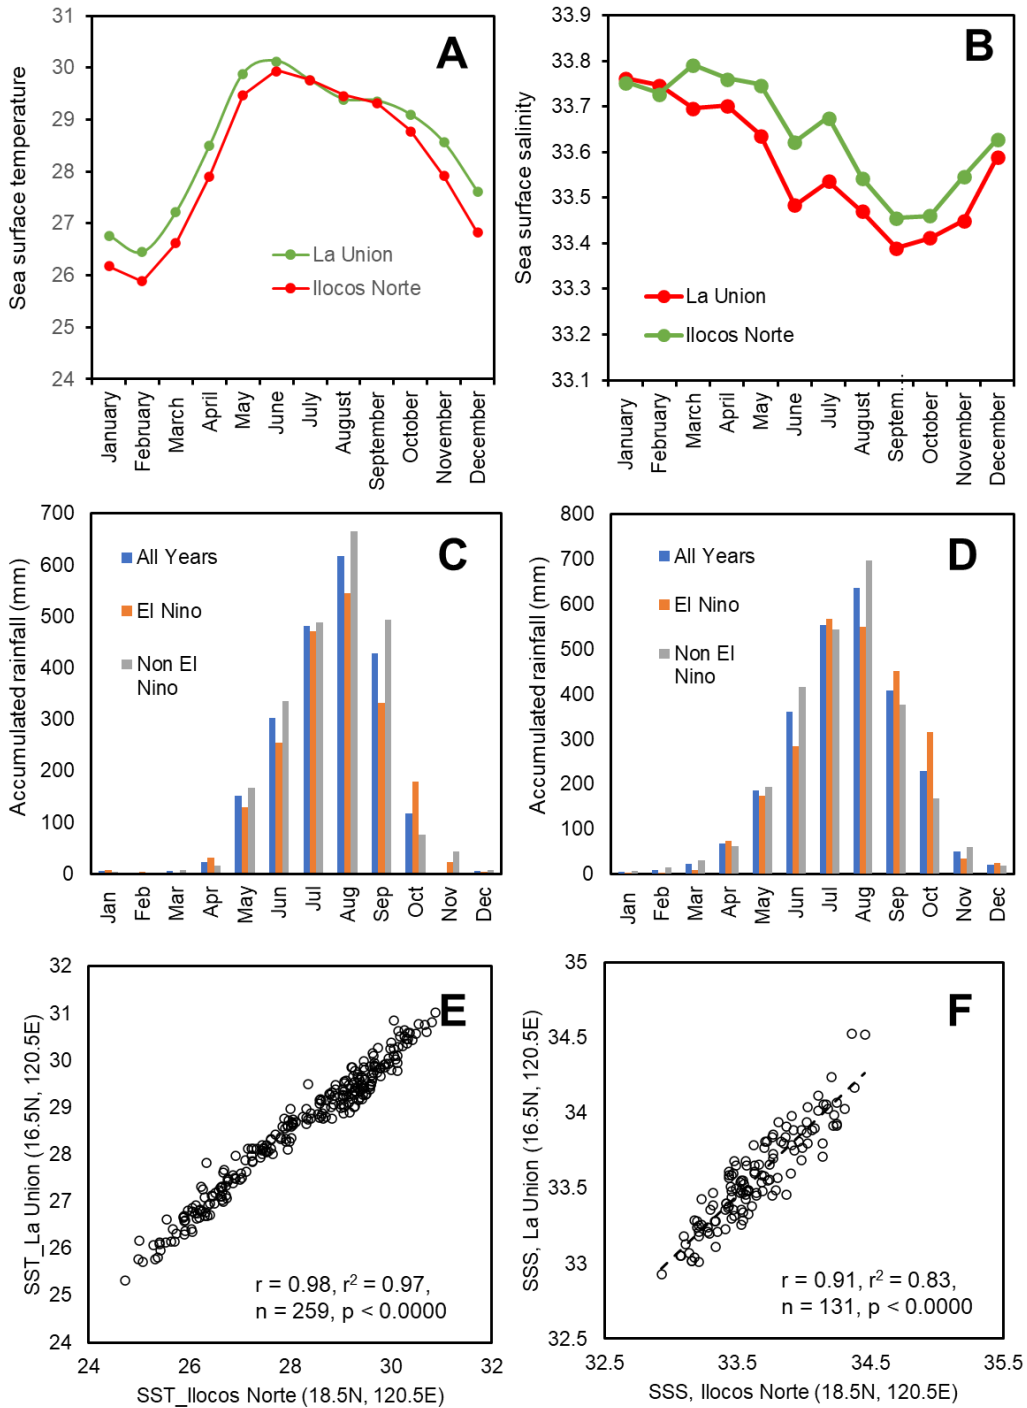 A
Sea surface temperature
31
30
29
28
27
26
25
24
La Union
Ilocos Norte
January
February
March
April
May
June
July
August
September
October
November
December
B
Sea surface salinity
33.9
33.8
33.7
33.6
33.5
33.4
33.3
33.2
33.1
La Union
Ilocos Norte
January
February
March
April
May
June
July
August
Septem...
October
November
December
C
Accumulated rainfall (mm)
700
600
500
400
300
200
100
0
All Years
El Nino
Non El
Nino
Jan
Feb
Mar
Apr
May
Jun
Jul
Aug
Sep
Oct
Nov
Dec
D
Accumulated rainfall (mm)
800
700
600
500
400
300
200
100
0
All Years
El Nino
Non El
Nino
Jan
Feb
Mar
Apr
May
Jun
Jul
Aug
Sep
Oct
Nov
Dec
E
SST_La Union (16.5N, 120.5E)
32
31
30
29
28
27
26
25
24
r = 0.98, r² = 0.97,
n = 259, p < 0.0000
24 26 28 30 32
SST_Ilocos Norte (18.5N, 120.5E)
F
SSS, La Union (16.5N, 120.5E)
35
34.5
34
33.5
33
32.5
r = 0.91, r² = 0.83,
n = 131, p < 0.0000
32.5 33.5 34.5 35.5
SSS, Ilocos Norte (18.5N, 120.5E)